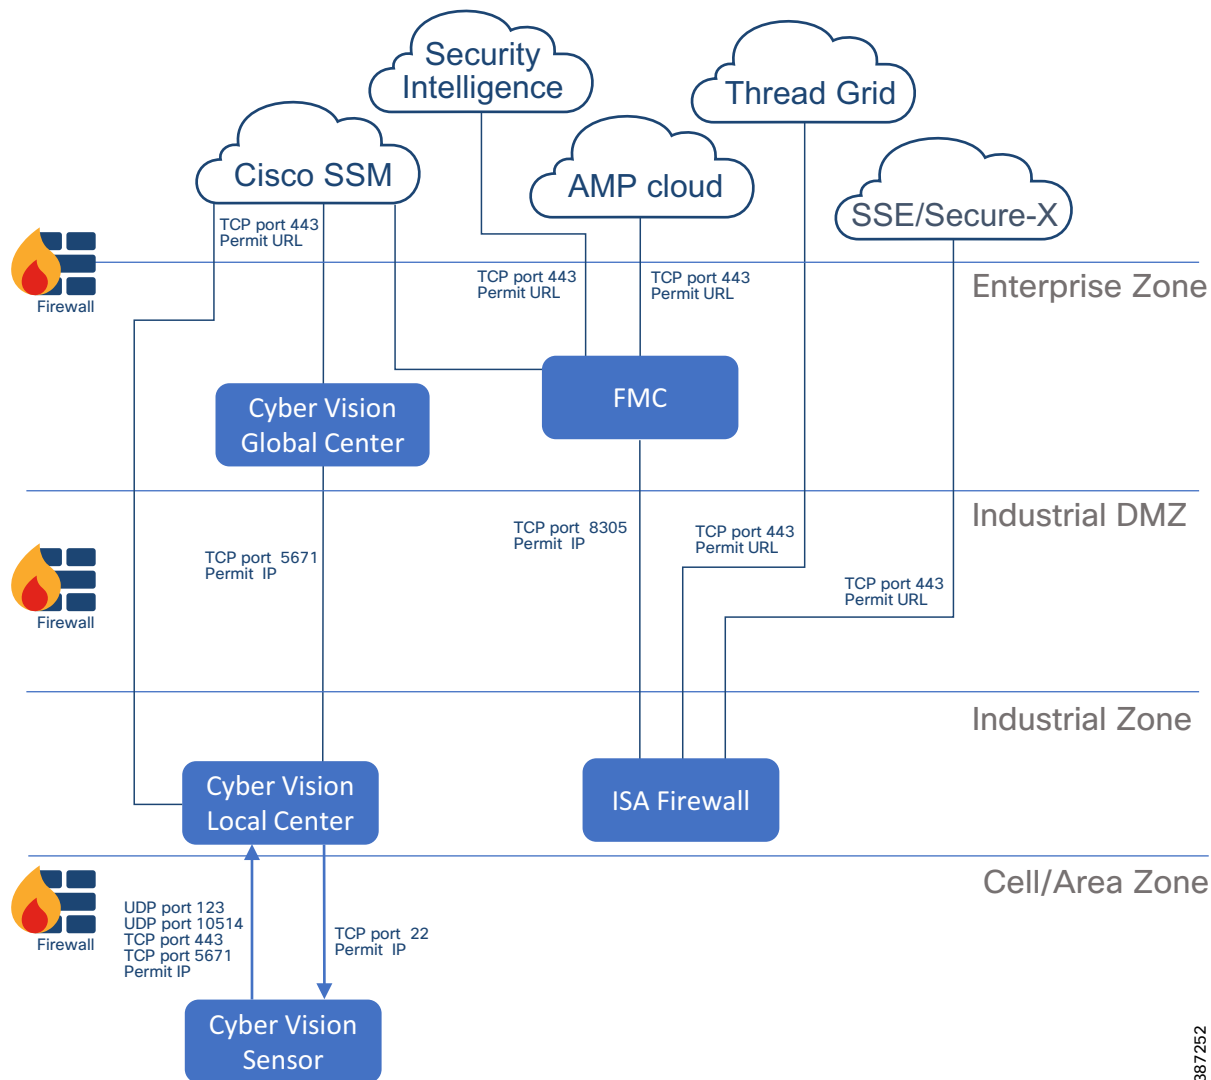 Security
Intelligence
Thread Grid
Cisco SSM
AMP cloud
SSE/Secure-X
TCP port 443
Permit URL
TCP port 443
Permit URL
TCP port 443
Permit URL
Firewall
Enterprise Zone
Cyber Vision
Global Center
FMC
Industrial DMZ
TCP port 5671
Permit IP
TCP port 8305
Permit IP
TCP port 443
Permit URL
TCP port 443
Permit URL
Firewall
Industrial Zone
Cyber Vision
Local Center
ISA Firewall
Cell/Area Zone
Firewall
UDP port 123
UDP port 10514
TCP port 443
TCP port 5671
Permit IP
TCP port 22
Permit IP
Cyber Vision
Sensor
387252